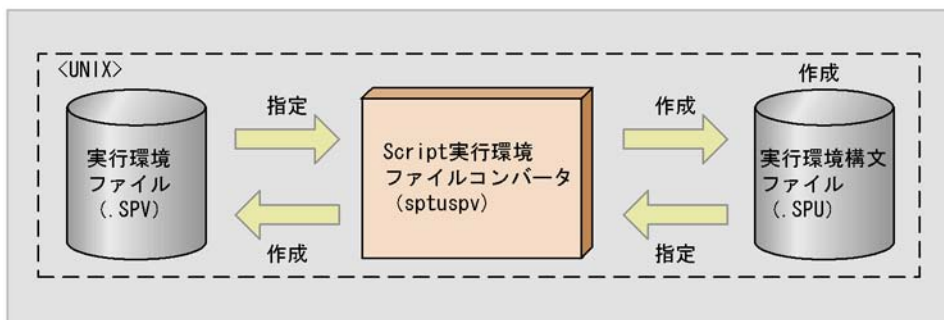 <UNIX>
実行環境
ファイル
(.SPV)
指定
作成
Script実行環境
ファイルコンバータ
(sptuspv)
作成
指定
作成
実行環境構文
ファイル
(.SPU)